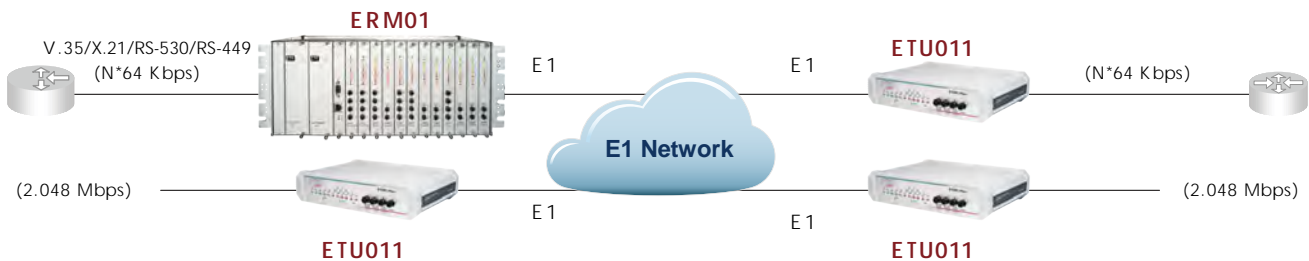 ERM01
V.35/X.21/RS-530/RS-449
(N*64 Kbps)
E1
E1
ETU011
(N*64 Kbps)
E1 Network
(2.048 Mbps)
E1
E1
(2.048 Mbps)
ETU011
ETU011